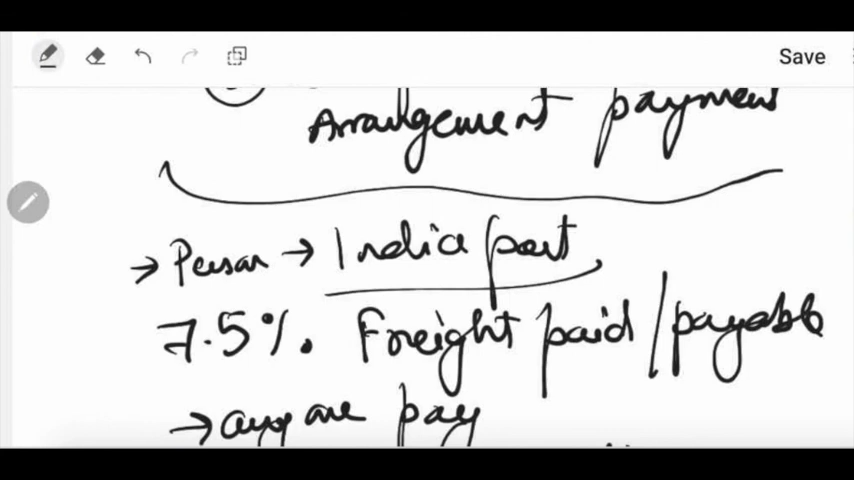 Save
Arrangement payment
→ Person → India port
7.5%. Freight paid/payable
→ anyone pay